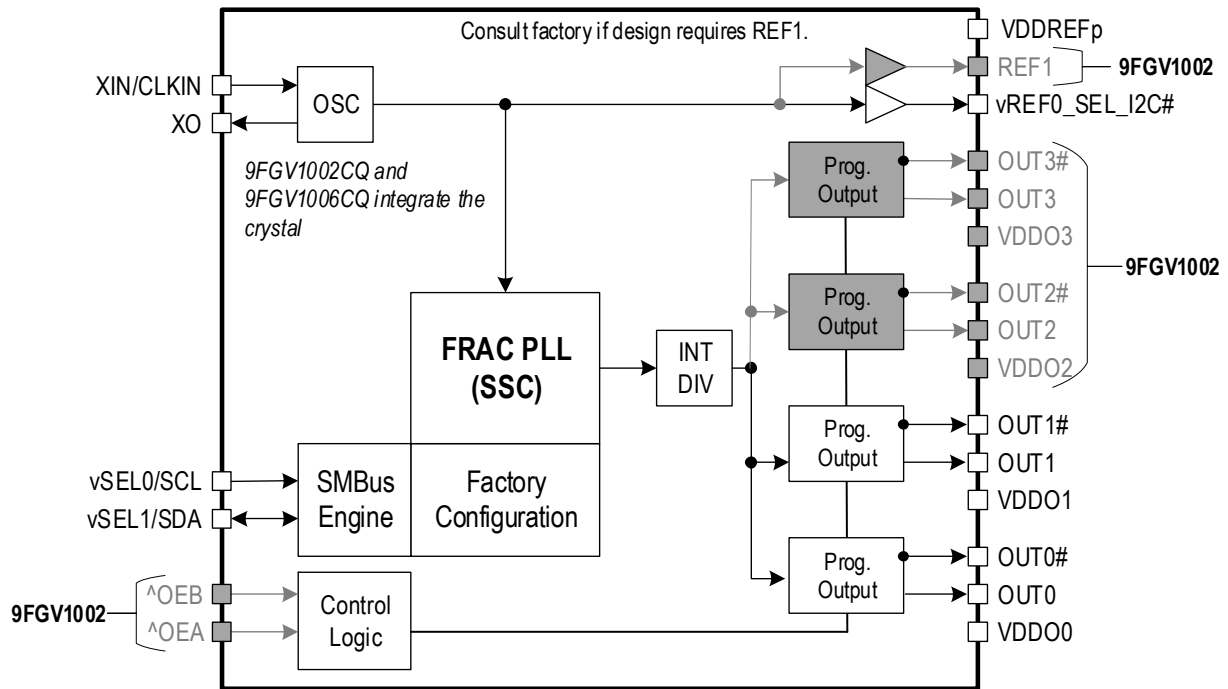 Consult factory if design requires REF1.
VDDREFp
REF1
9FGV1002
vREF0_SEL_I2C#
XIN/CLKIN
XO
OSC
9FGV1002CQ and
9FGV1006CQ integrate the
crystal
Prog.
Output
OUT3#
OUT3
VDDO3
9FGV1002
Prog.
Output
OUT2#
OUT2
VDDO2
FRAC PLL
(SSC)
INT
DIV
Prog.
Output
OUT1#
OUT1
VDDO1
vSEL0/SCL
vSEL1/SDA
SMBus
Engine
Factory
Configuration
Prog.
Output
OUT0#
OUT0
VDDO0
9FGV1002
^OEB
^OEA
Control
Logic